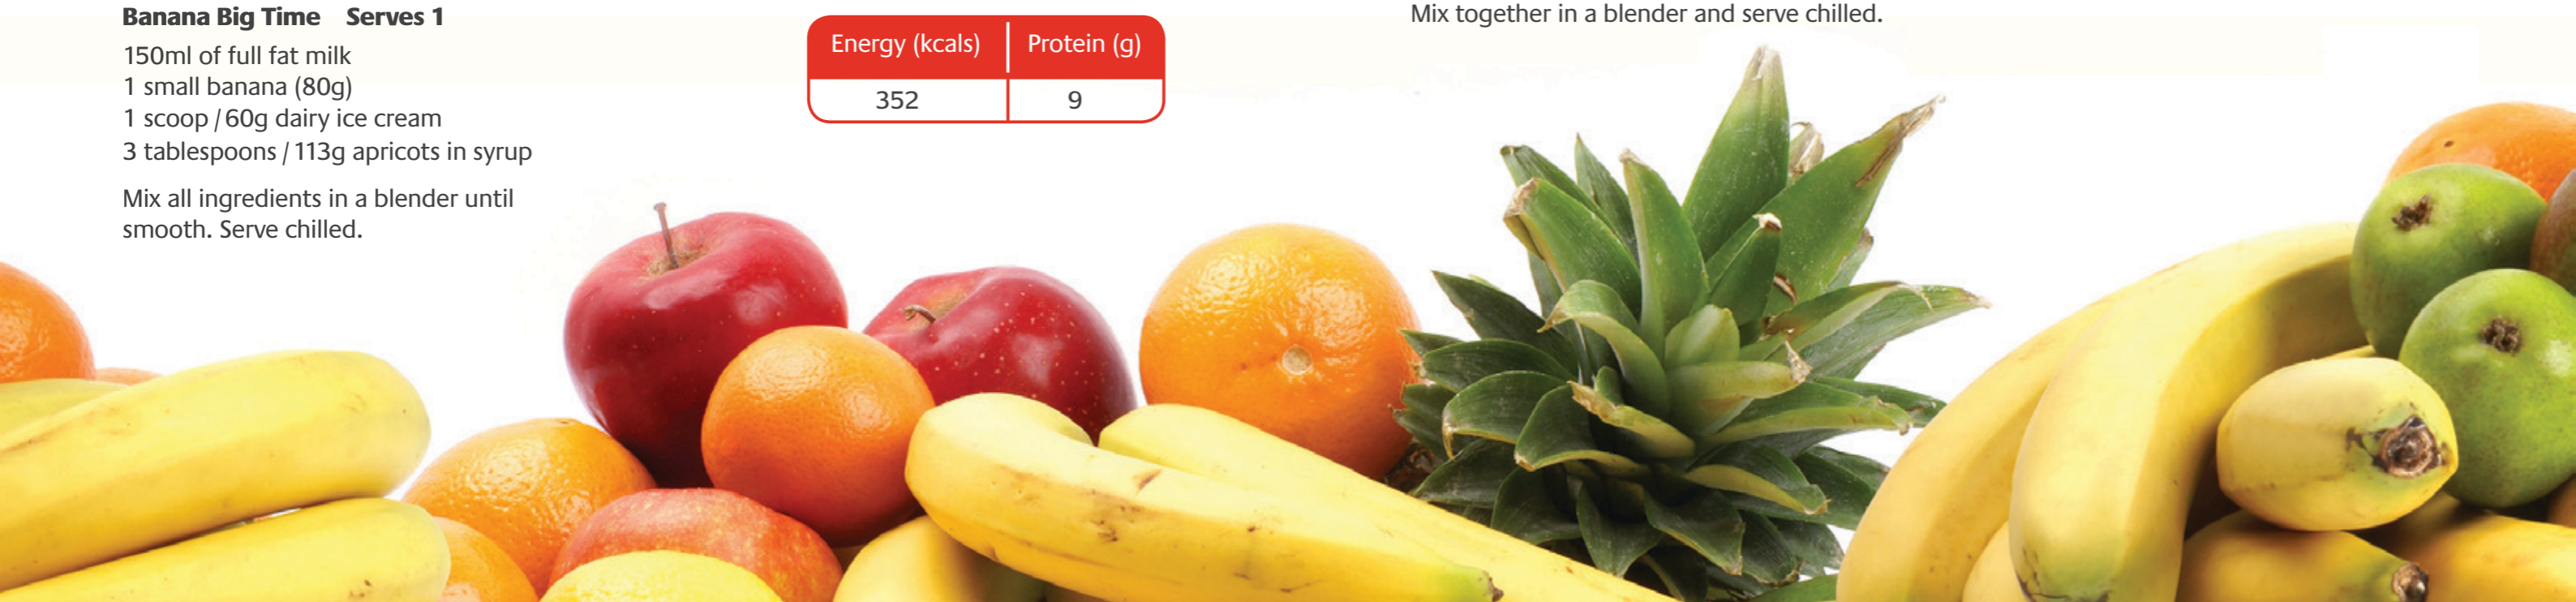 Banana Big Time Serves 1
150ml of full fat milk
1 small banana (80g)
1 scoop / 60g dairy ice cream
3 tablespoons / 113g apricots in syrup
Mix all ingredients in a blender until
smooth. Serve chilled.
Energy (kcals) Protein (g)
352 9
Mix together in a blender and serve chilled.